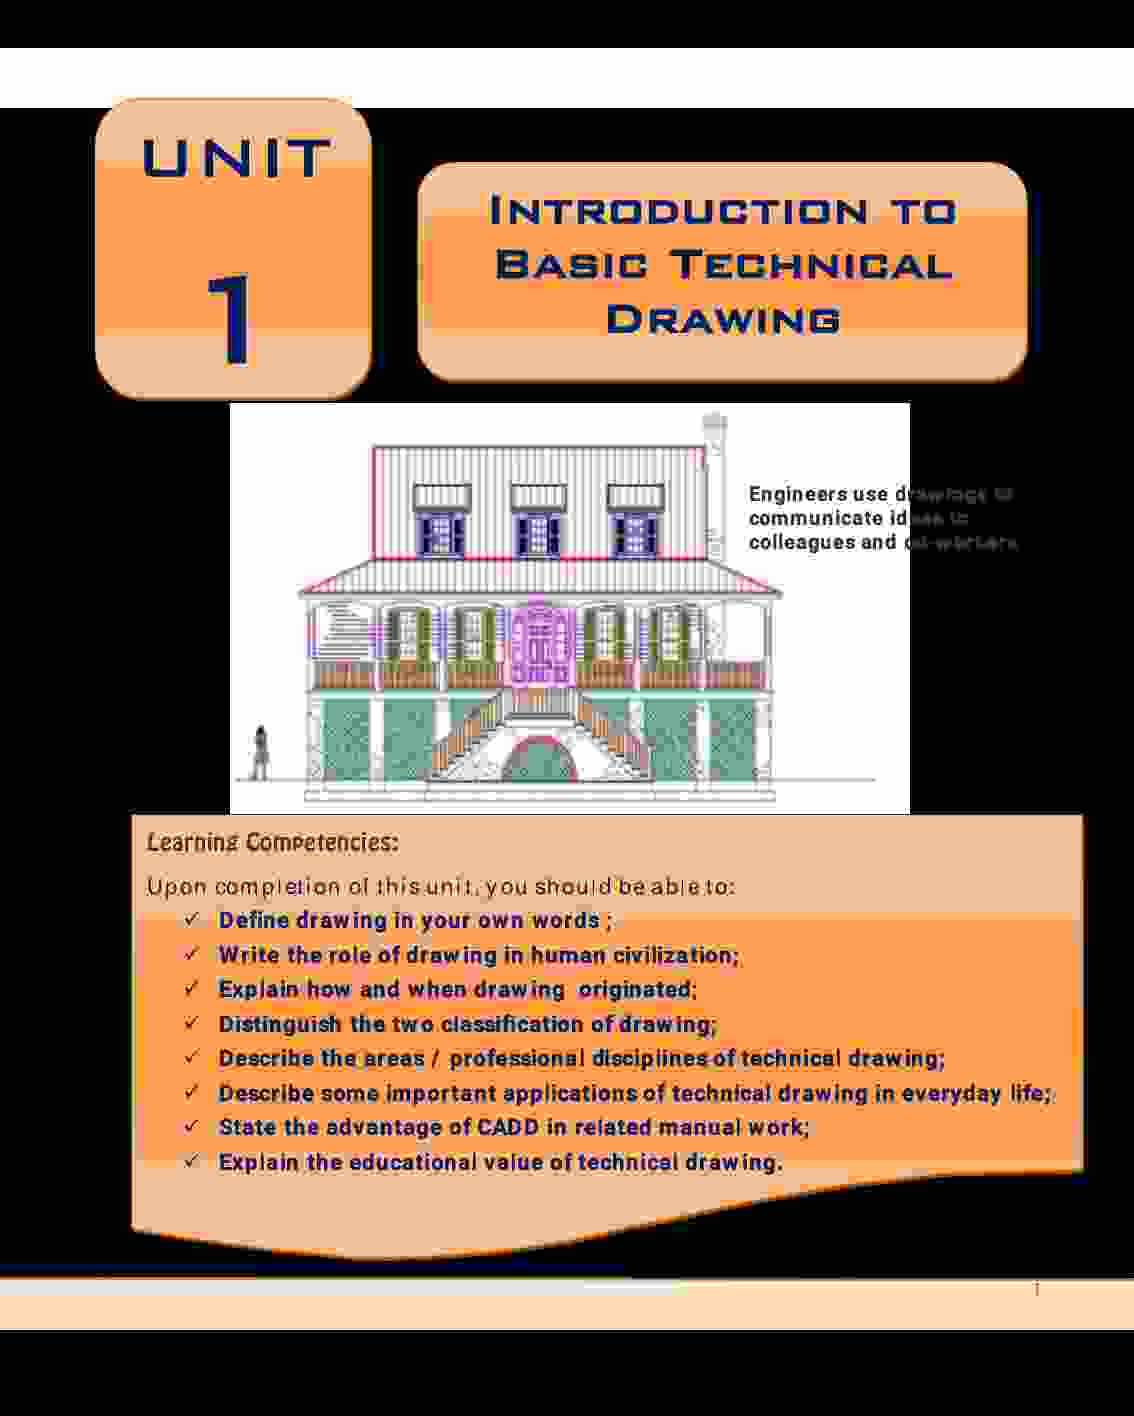 UNIT
1
INTRODUCTION TO
BASIC TECHNICAL
DRAWING
Engineers use drawings to
communicate ideas to
colleagues and co-workers
Learning Competencies:
Upon completion of this unit, you should be able to:
✓ Define drawing in your own words ;
✓ Write the role of drawing in human civilization;
✓ Explain how and when drawing originated;
✓ Distinguish the two classification of drawing;
✓ Describe the areas / professional disciplines of technical drawing;
✓ Describe some important applications of technical drawing in everyday life;
✓ State the advantage of CADD in related manual work;
✓ Explain the educational value of technical drawing.
1